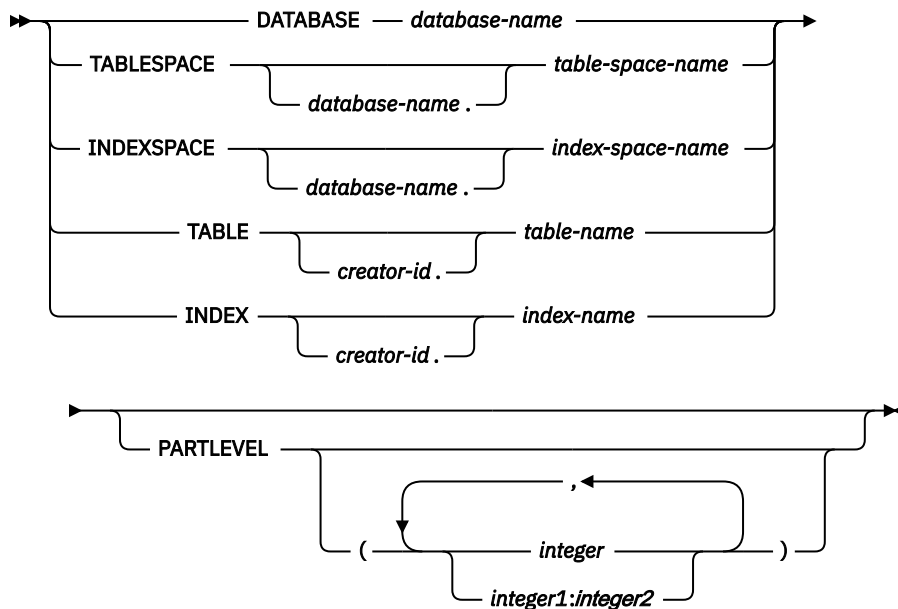 DATABASE database-name
TABLESPACE table-space-name
database-name .
INDEXSPACE index-space-name
database-name .
TABLE table-name
creator-id .
INDEX index-name
creator-id .
PARTLEVEL
,
( integer )
integer1:integer2